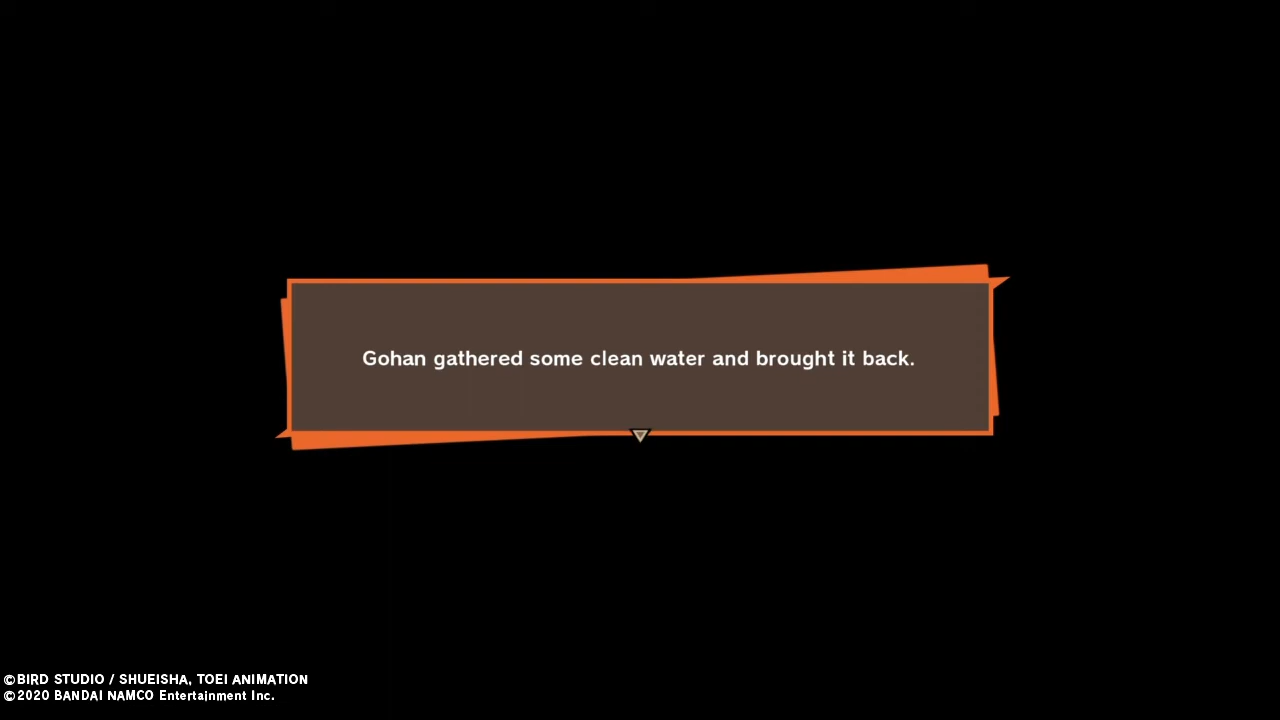 Gohan gathered some clean water and brought it back.
©BIRD STUDIO / SHUEISHA, TOEI ANIMATION
©2020 BANDAI NAMCO Entertainment Inc.